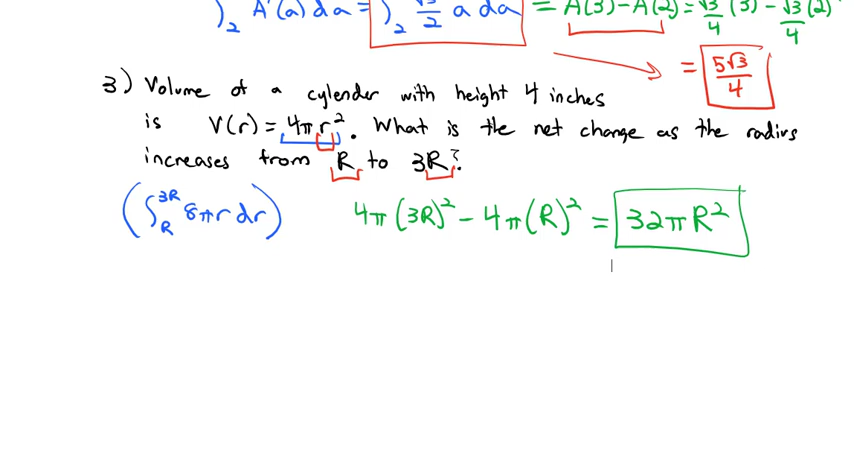 ∫₂ A'(a) da = ∫₂ √3/2 a da = A(3) - A(2) = √3/4 (3) - √3/4 (2)
= 5√3/4
3) Volume of a cylender with height 4 inches
is V(r) = 4πr². What is the net change as the radius
increases from R to 3R?
(∫_R^3R 8πr dr) 4π(3R)² - 4π(R)² = 32πR²